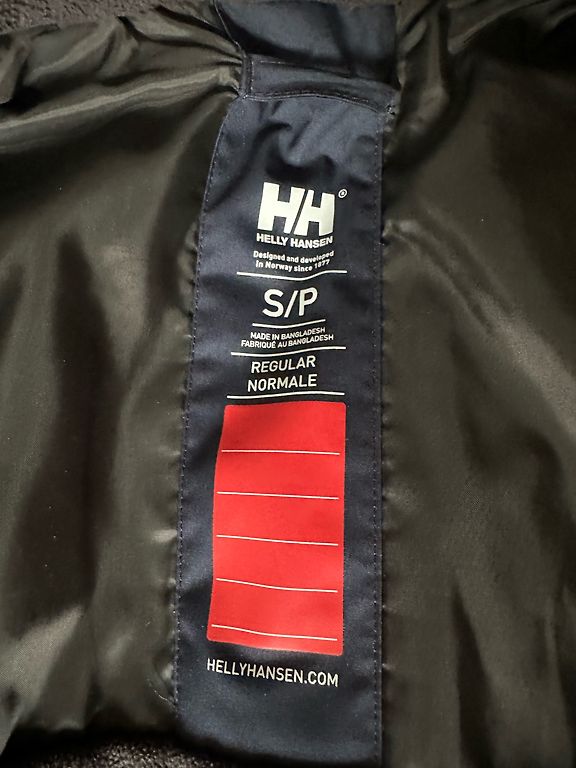 HH®
HELLY HANSEN
Designed and developed
in Norway since 1877
S/P
MADE IN BANGLADESH
FABRIQUÉ AU BANGLADESH
REGULAR
NORMALE
HELLYHANSEN.COM